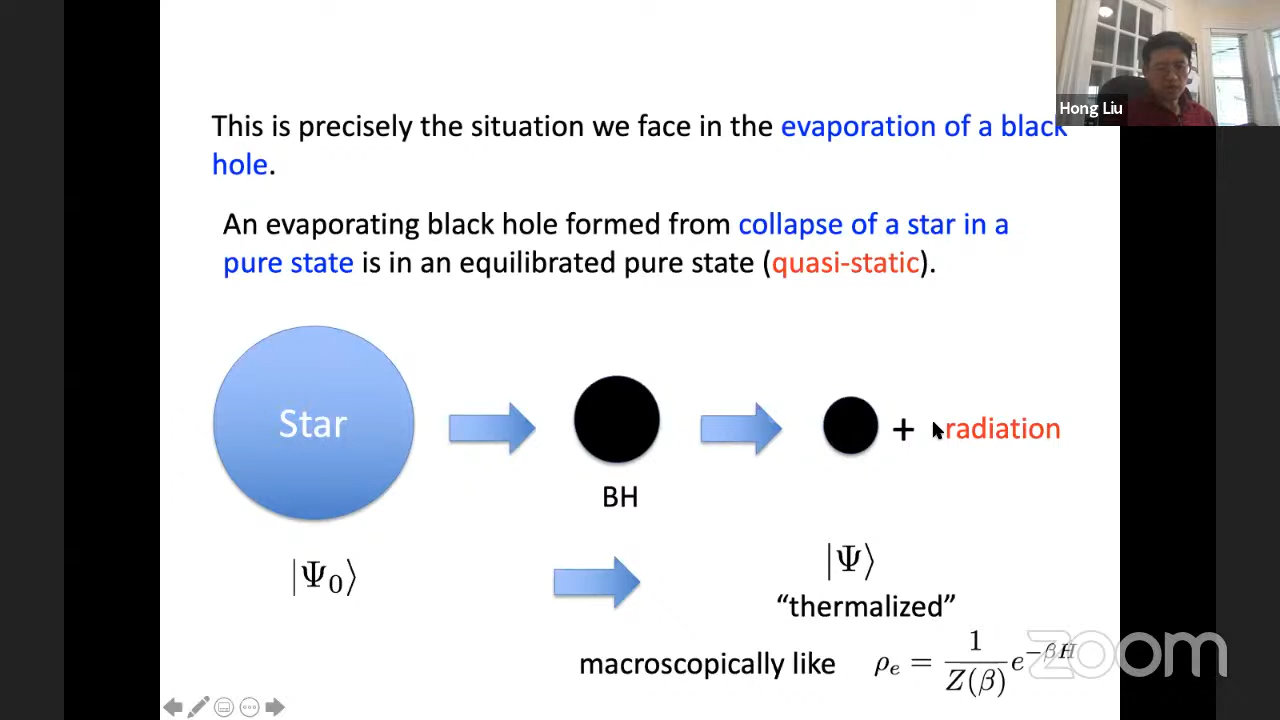 Hong Liu
This is precisely the situation we face in the evaporation of a black
hole.
An evaporating black hole formed from collapse of a star in a
pure state is in an equilibrated pure state (quasi-static).
Star
+ radiation
BH
|Ψ₀⟩
|Ψ⟩
“thermalized”
macroscopically like ρₑ = 1/Z(β) e^{−βH}
zoom